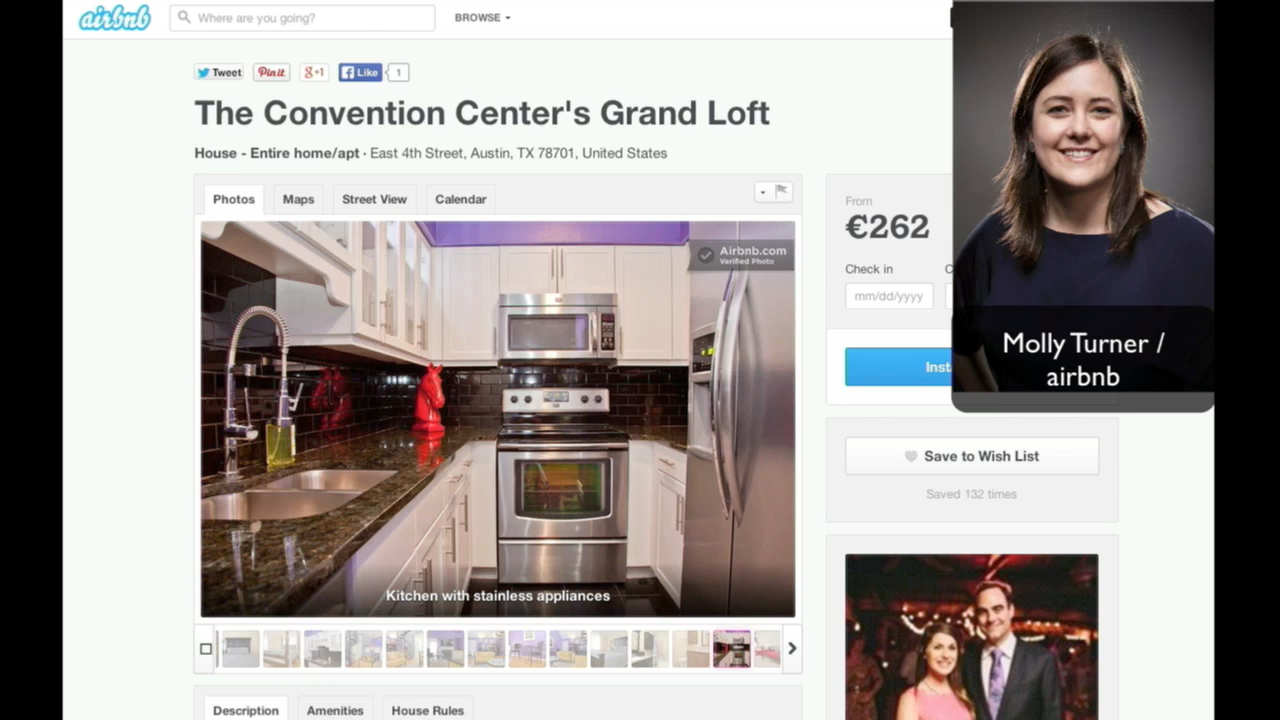 airbnb
Where are you going?
BROWSE
Tweet
Pin it
g+1
Like
1
The Convention Center's Grand Loft
House - Entire home/apt · East 4th Street, Austin, TX 78701, United States
Photos
Maps
Street View
Calendar
Airbnb.com
Verified Photo
Kitchen with stainless appliances
From
€262
Check in
C
mm/dd/yyyy
Inst
Molly Turner /
airbnb
Save to Wish List
Saved 132 times
Description
Amenities
House Rules